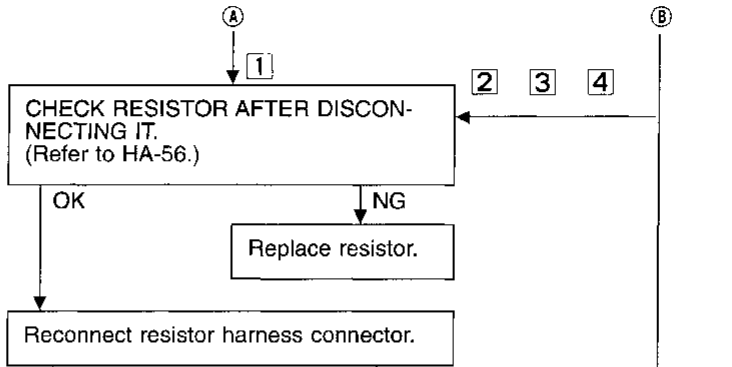 Ⓐ Ⓑ
1
2 3 4
CHECK RESISTOR AFTER DISCON-
NECTING IT.
(Refer to HA-56.)
OK NG
Replace resistor.
Reconnect resistor harness connector.